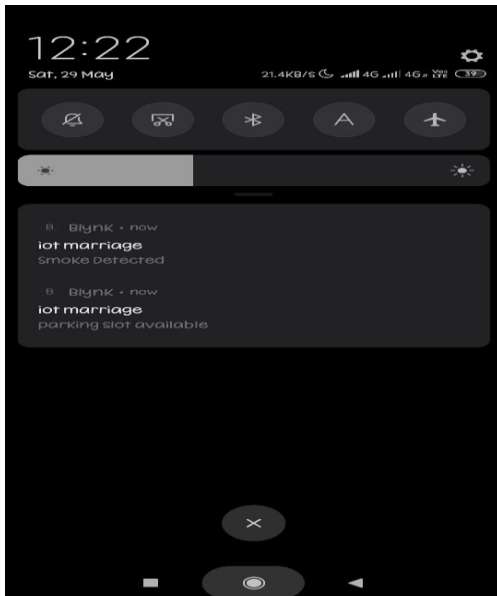 12:22
Sat, 29 May
21.4KB/S 4G 4G+ VoLTE 39
A
B Blynk • now
iot marriage
Smoke Detected
B Blynk • now
iot marriage
parking slot available